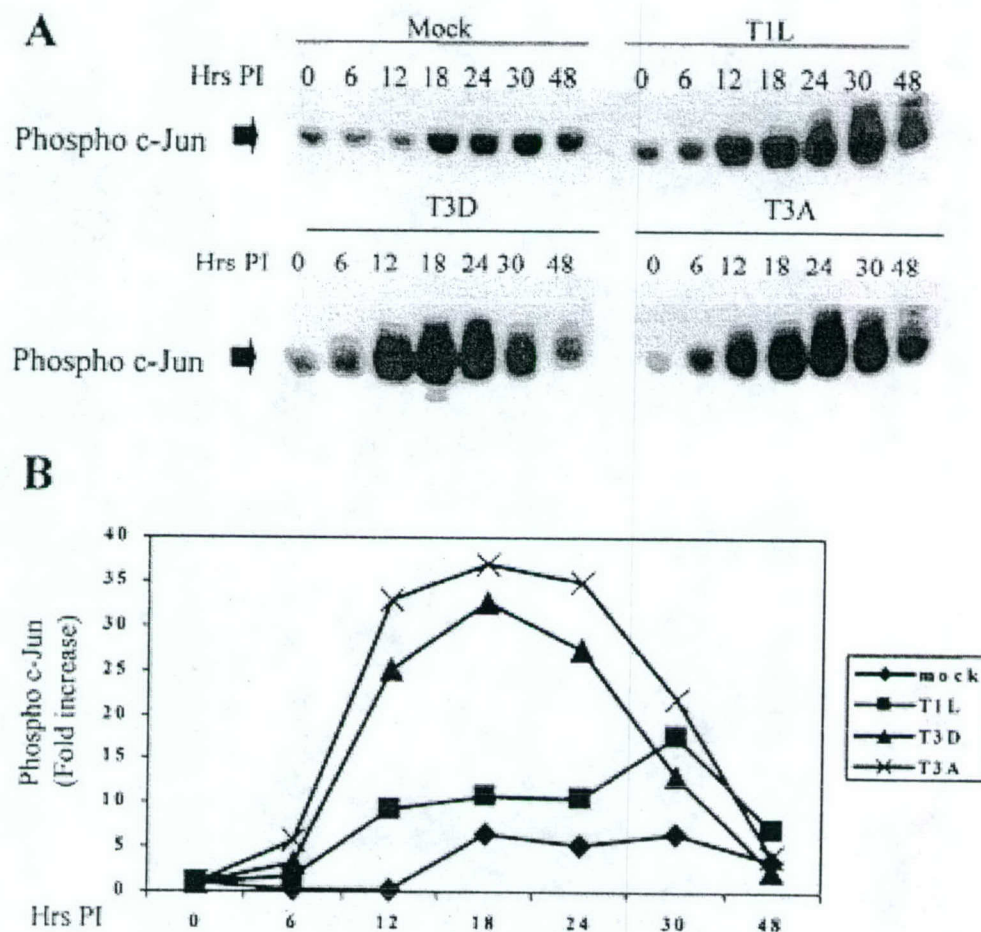 A
Mock
T1L
Hrs PI 0 6 12 18 24 30 48
0 6 12 18 24 30 48
Phospho c-Jun
T3D
T3A
Hrs PI 0 6 12 18 24 30 48
0 6 12 18 24 30 48
Phospho c-Jun
B
Phospho c-Jun
(Fold increase)
40
35
30
25
20
15
10
5
0
Hrs PI 0 6 12 18 24 30 48
mock
T1L
T3D
T3A